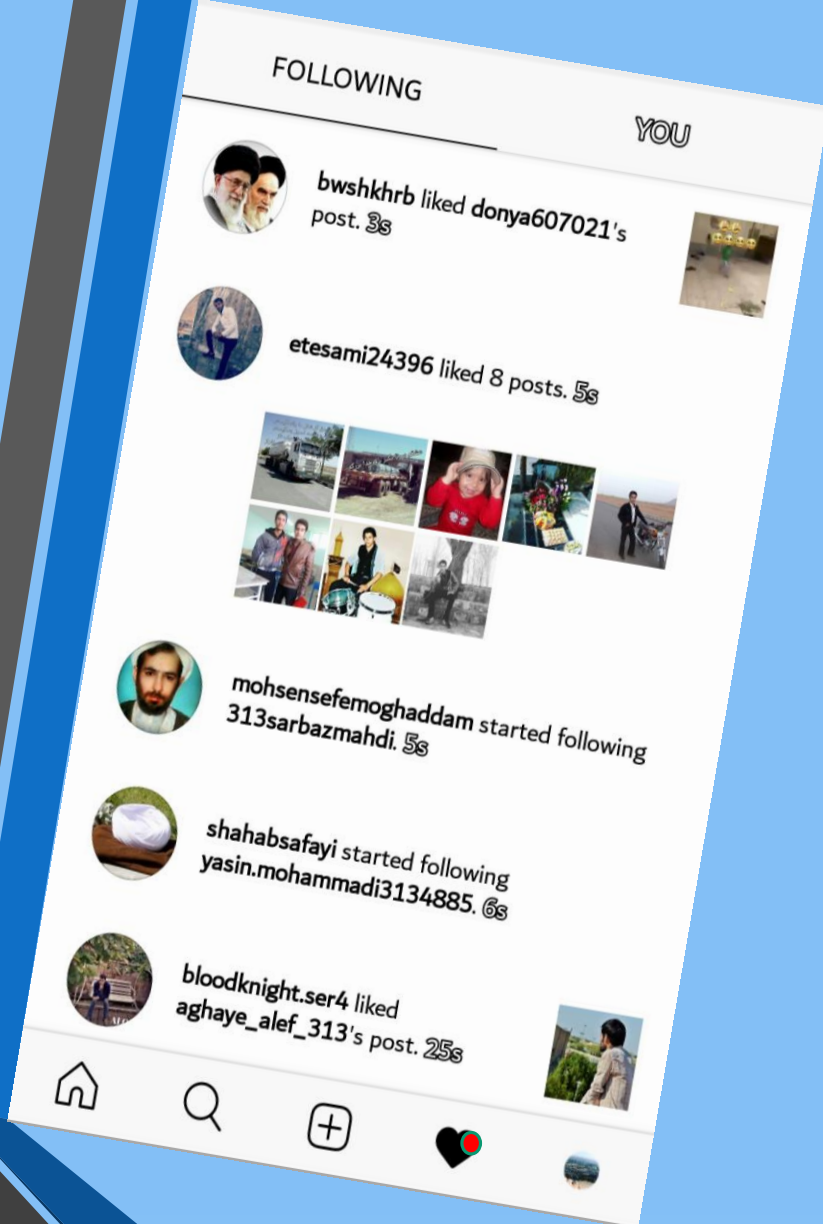 FOLLOWING
YOU
bwshkhrb liked donya607021's
post. 3s
etesami24396 liked 8 posts. 5s
mohsensefemoghaddam started following
313sarbazmahdi. 5s
shahabsafayi started following
yasin.mohammadi3134885. 6s
bloodknight.ser4 liked
aghaye_alef_313's post. 25s